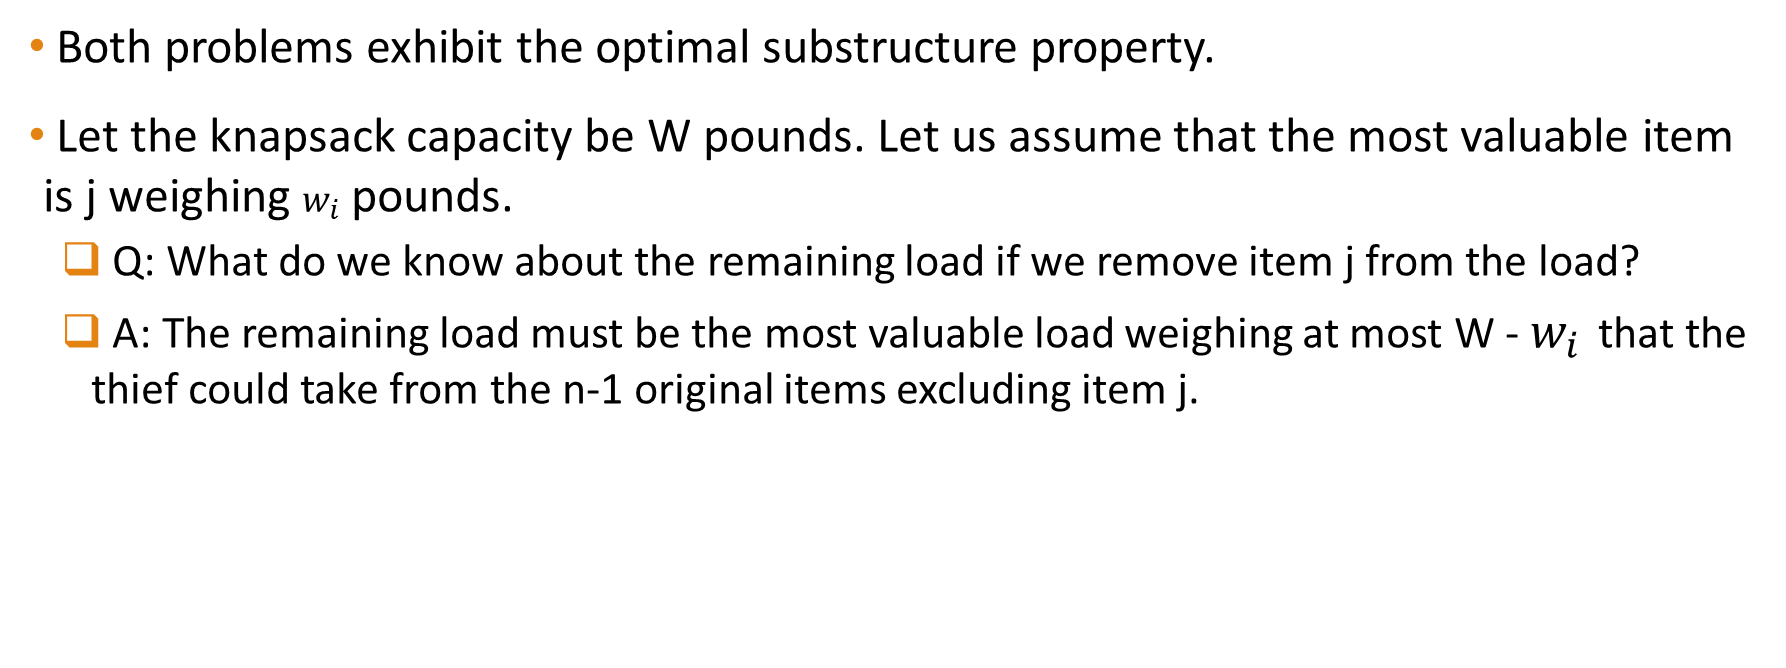 • Both problems exhibit the optimal substructure property.
• Let the knapsack capacity be W pounds. Let us assume that the most valuable item
is j weighing wᵢ pounds.
❑ Q: What do we know about the remaining load if we remove item j from the load?
❑ A: The remaining load must be the most valuable load weighing at most W - wᵢ that the
thief could take from the n-1 original items excluding item j.